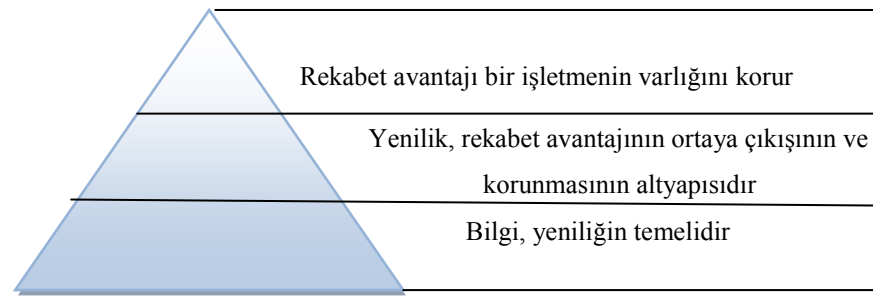 Rekabet avantajı bir işletmenin varlığını korur
Yenilik, rekabet avantajının ortaya çıkışının ve
korunmasının altyapısıdır
Bilgi, yeniliğin temelidir